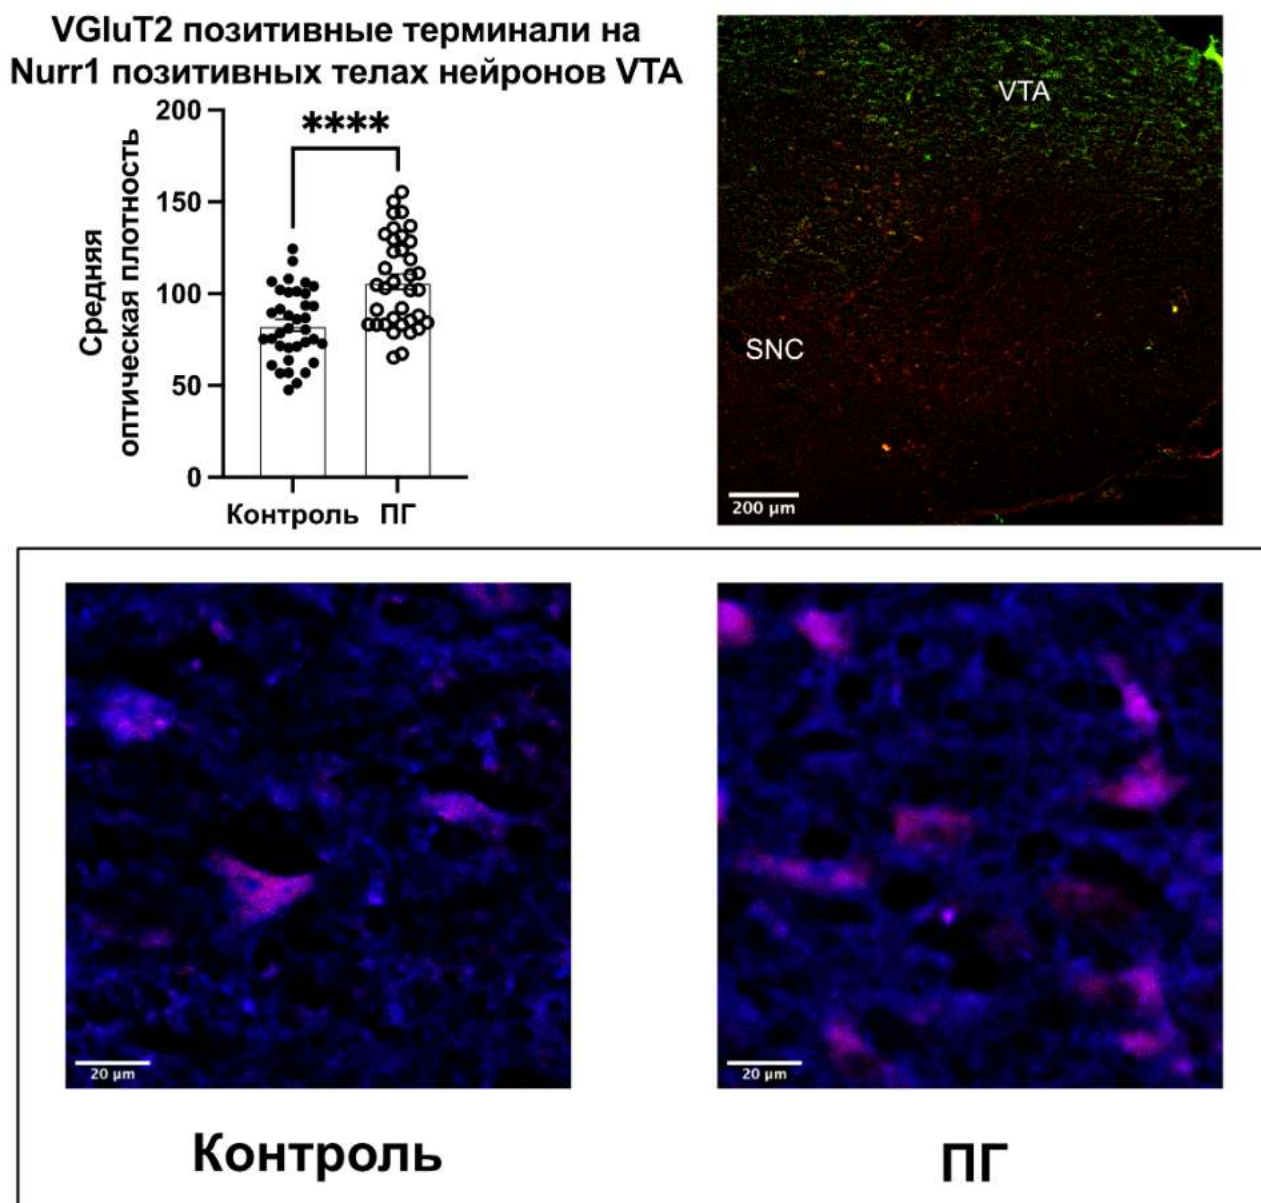 VGluT2 позитивные терминали на
Nurr1 позитивных телах нейронов VTA
Средняя
оптическая плотность
200
150
100
50
0
****
Контроль ПГ
VTA
SNC
200 µm
20 µm
20 µm
Контроль
ПГ